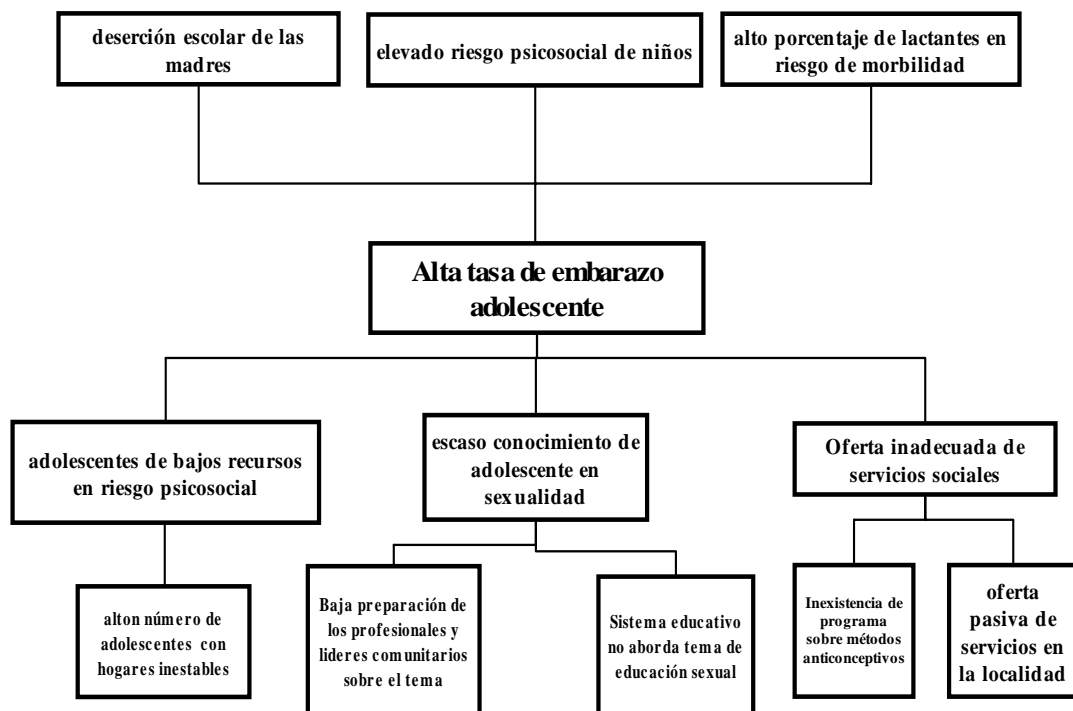 deserción escolar de las
madres
elevado riesgo psicosocial de niños
alto porcentaje de lactantes en
riesgo de morbilidad
Alta tasa de embarazo
adolescente
adolescentes de bajos recursos
en riesgo psicosocial
escaso conocimiento de
adolescente en
sexualidad
Oferta inadecuada de
servicios sociales
alton número de
adolescentes con
hogares inestables
Baja preparación de
los profesionales y
lideres comunitarios
sobre el tema
Sistema educativo
no aborda tema de
educación sexual
Inexistencia de
programa
sobre métodos
anticonceptivos
oferta
pasiva de
servicios en
la localidad